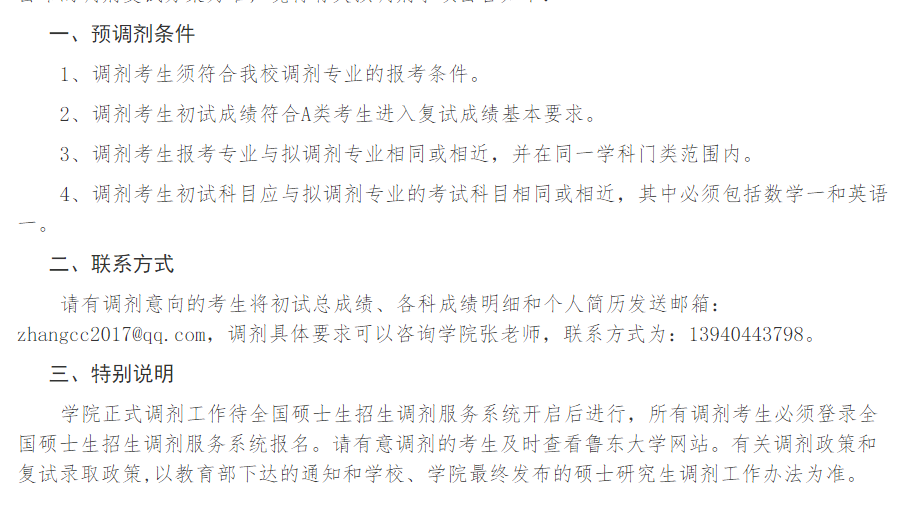 一、预调剂条件
1、调剂考生须符合我校调剂专业的报考条件。
2、调剂考生初试成绩符合A类考生进入复试成绩基本要求。
3、调剂考生报考专业与拟调剂专业相同或相近，并在同一学科门类范围内。
4、调剂考生初试科目应与拟调剂专业的考试科目相同或相近，其中必须包括数学一和英语
一。
二、联系方式
请有调剂意向的考生将初试总成绩、各科成绩明细和个人简历发送邮�：
zhangcc2017@qq.com，调剂具体要求可以咨询学院张老师，联系方式为：13940443798。
三、特别说明
学院正式调剂工作待全国硕士生招生调剂服务系统开启后进行，所有调剂考生必须登录全
国硕士生招生调剂服务系统报名。请有意调剂的考生及时查看鲁东大学网站。有关调剂政策和
复试录取政策,以教育部下达的通知和学校、学院最终发布的硕士研究生调剂工作办法为准。